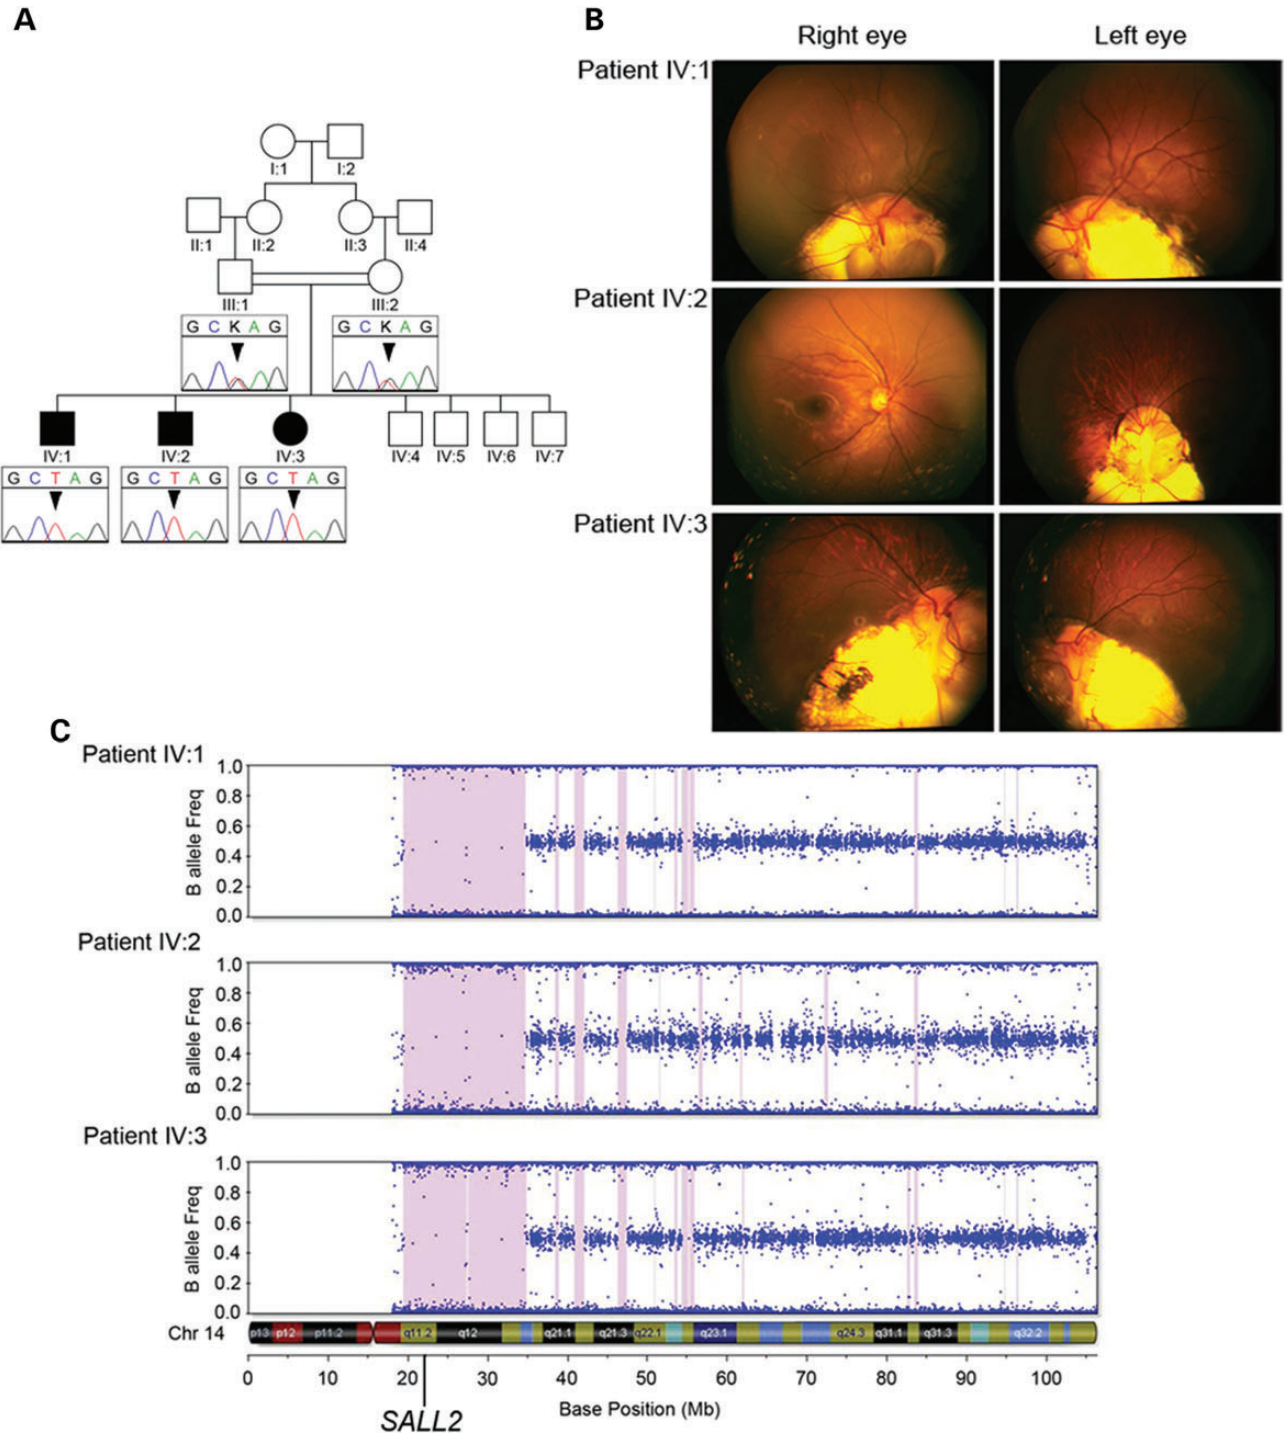 A
I:1 I:2
II:1 II:2 II:3 II:4
III:1 III:2
G C K A G G C K A G
IV:1 IV:2 IV:3 IV:4 IV:5 IV:6 IV:7
G C T A G G C T A G G C T A G
B
Right eye Left eye
Patient IV:1
Patient IV:2
Patient IV:3
C
Patient IV:1
B allele Freq
1.0
0.8
0.6
0.4
0.2
0.0
Patient IV:2
B allele Freq
1.0
0.8
0.6
0.4
0.2
0.0
Patient IV:3
B allele Freq
1.0
0.8
0.6
0.4
0.2
0.0
Chr 14 p13 p12 p11:2 q11.2 q12 q21.1 q21.3 q22.1 q23.1 q24.3 q31.1 q31.3 q32.2
0 10 20 30 40 50 60 70 80 90 100
SALL2
Base Position (Mb)